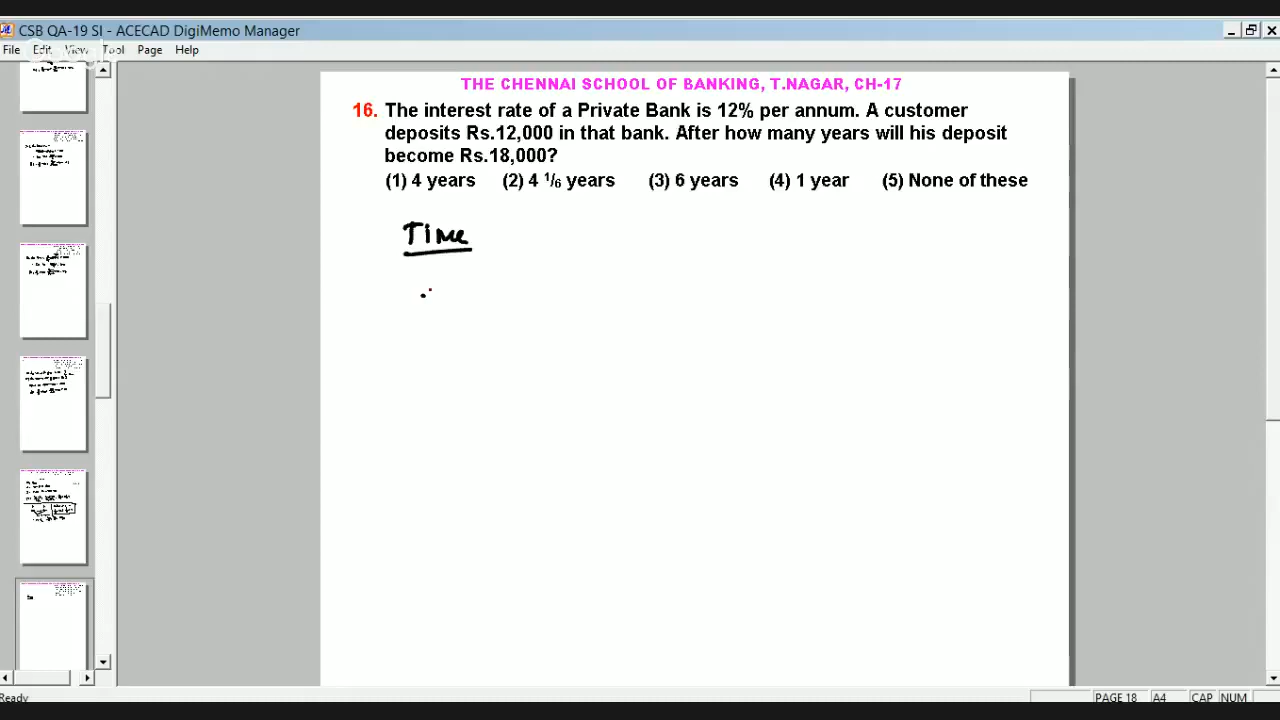 CSB QA-19 SI - ACECAD DigiMemo Manager
File Edit View Tool Page Help
THE CHENNAI SCHOOL OF BANKING, T.NAGAR, CH-17
16. The interest rate of a Private Bank is 12% per annum. A customer
deposits Rs.12,000 in that bank. After how many years will his deposit
become Rs.18,000?
(1) 4 years (2) 4 1/6 years (3) 6 years (4) 1 year (5) None of these
Time
Ready PAGE 18 A4 CAP NUM